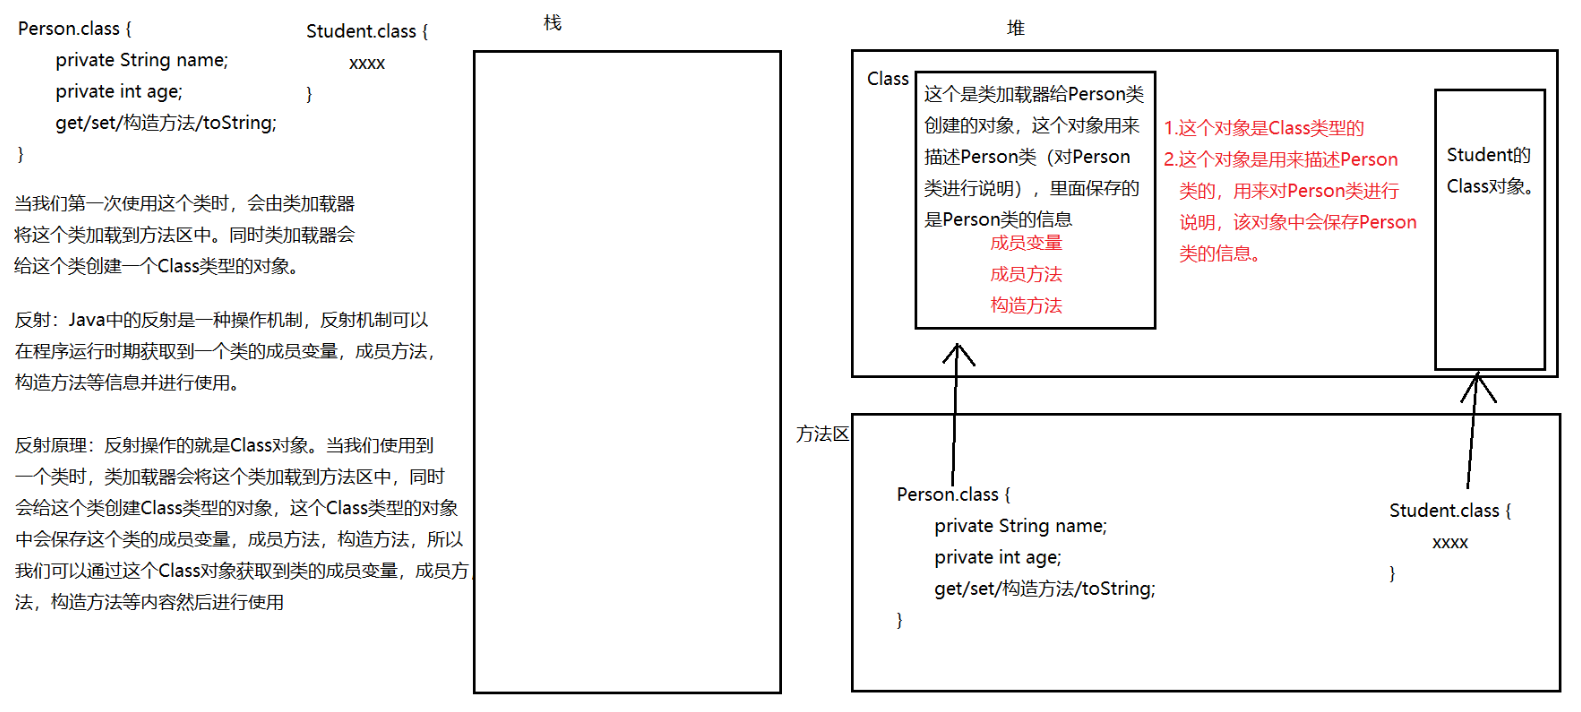 Person.class {
private String name;
private int age;
get/set/构造方法/toString;
}
Student.class {
xxxx
}
当我们第一次使用这个类时，会由类加载器
将这个类加载到方法区中。同时类加载器会
给这个类创建一个Class类型的对象。
反射：Java中的反射是一种操作机制，反射机制可以
在程序运行时期获取到一个类的成员变量，成员方法，
构造方法等信息并进行使用。
反射原理：反射操作的就是Class对象。当我们使用到
一个类时，类加载器会将这个类加载到方法区中，同时
会给这个类创建Class类型的对象，这个Class类型的对象
中会保存这个类的成员变量，成员方法，构造方法，所以
我们可以通过这个Class对象获取到类的成员变量，成员方
法，构造方法等内容然后进行使用
栈
堆
Class
这个是类加载器给Person类
创建的对象，这个对象用来
描述Person类（对Person
类进行说明），里面保存的
是Person类的信息
成员变量
成员方法
构造方法
1.这个对象是Class类型的
2.这个对象是用来描述Person
类的，用来对Person类进行
说明，该对象中会保存Person
类的信息。
Student的
Class对象。
方法区
Person.class {
private String name;
private int age;
get/set/构造方法/toString;
}
Student.class {
xxxx
}